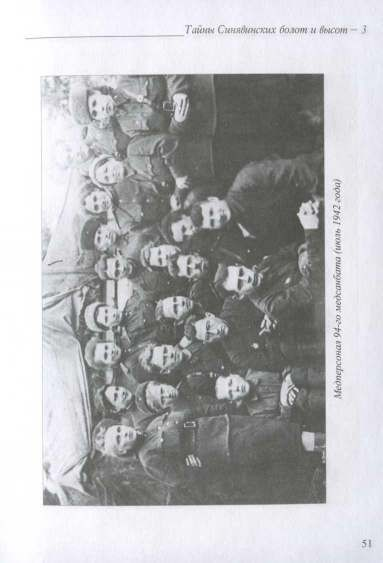 Тайны Синявинских болот и высот – 3
Медперсонал 94-го медсанбата (июль 1942 года)
51